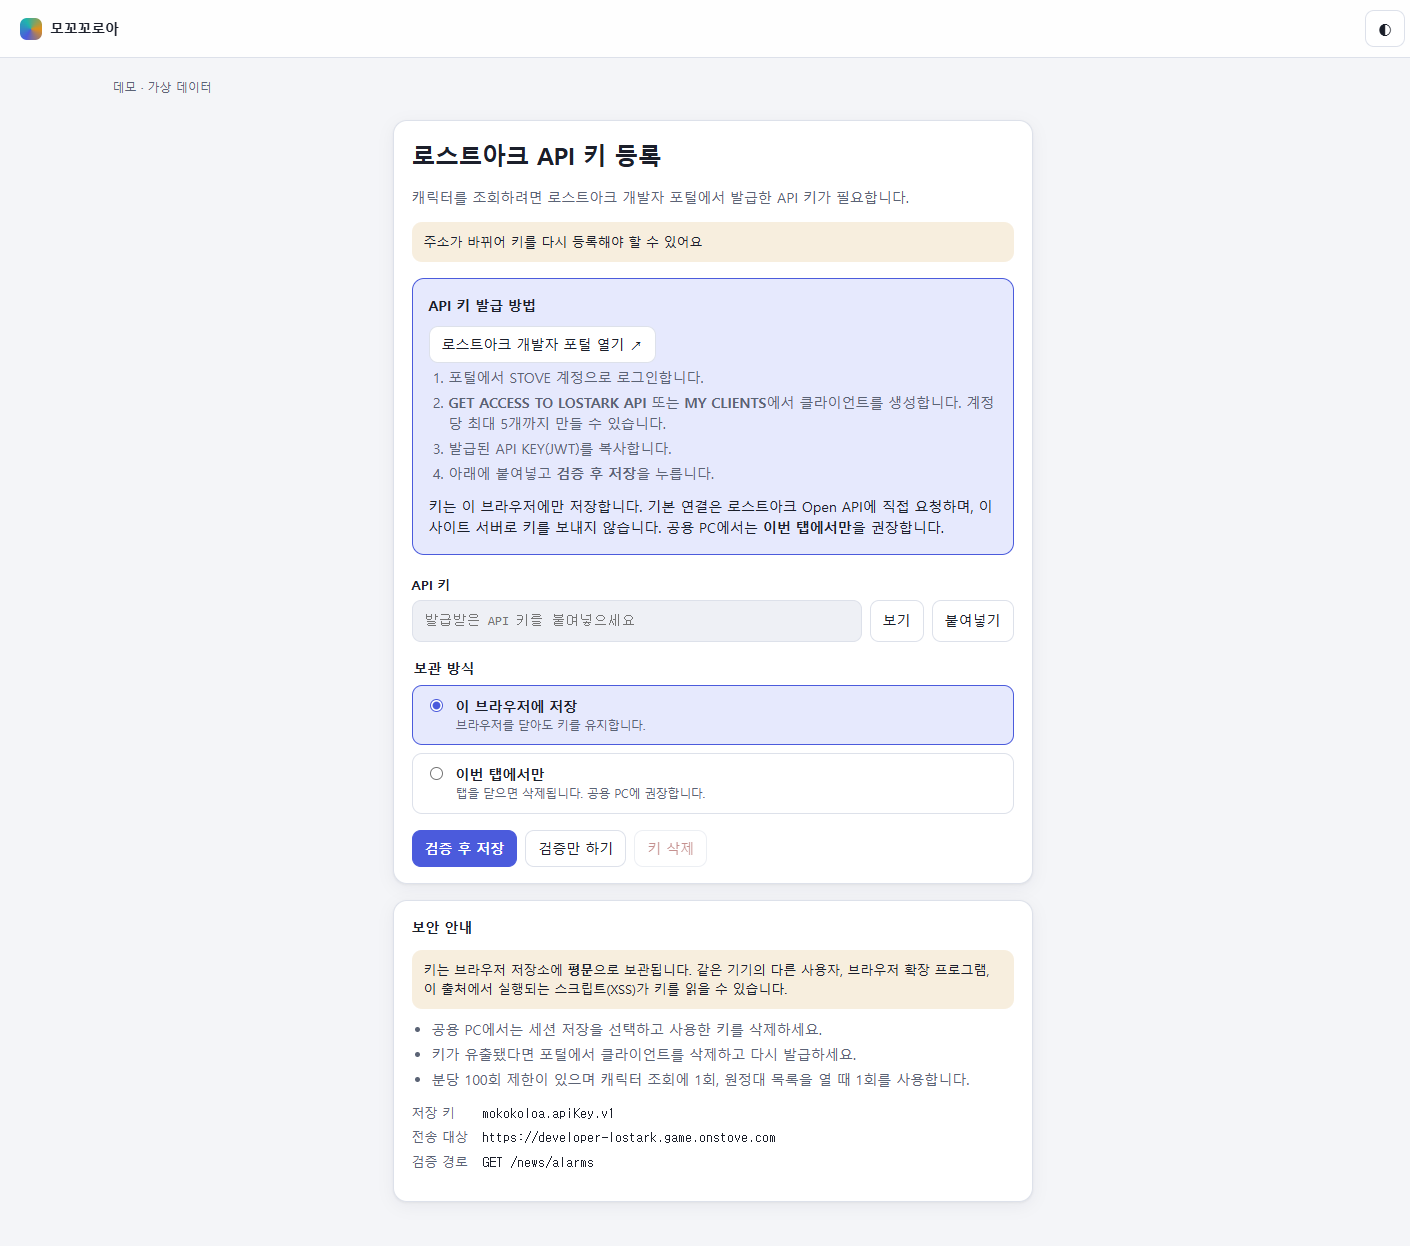 모꼬꼬로아
◐
데모 · 가상 데이터
로스트아크 API 키 등록
캐릭터를 조회하려면 로스트아크 개발자 포털에서 발급한 API 키가 필요합니다.
주소가 바뀌어 키를 다시 등록해야 할 수 있어요
API 키 발급 방법
로스트아크 개발자 포털 열기 ↗
1. 포털에서 STOVE 계정으로 로그인합니다.
2. GET ACCESS TO LOSTARK API 또는 MY CLIENTS에서 클라이언트를 생성합니다. 계정
당 최대 5개까지 만들 수 있습니다.
3. 발급된 API KEY(JWT)를 복사합니다.
4. 아래에 붙여넣고 검증 후 저장을 누릅니다.
키는 이 브라우저에만 저장합니다. 기본 연결은 로스트아크 Open API에 직접 요청하며, 이
사이트 서버로 키를 보내지 않습니다. 공용 PC에서는 이번 탭에서만을 권장합니다.
API 키
발급받은 API 키를 붙여넣으세요
보기
붙여넣기
보관 방식
이 브라우저에 저장
브라우저를 닫아도 키를 유지합니다.
이번 탭에서만
탭을 닫으면 삭제됩니다. 공용 PC에 권장합니다.
검증 후 저장
검증만 하기
키 삭제
보안 안내
키는 브라우저 저장소에 평문으로 보관됩니다. 같은 기기의 다른 사용자, 브라우저 확장 프로그램,
이 출처에서 실행되는 스크립트(XSS)가 키를 읽을 수 있습니다.
• 공용 PC에서는 세션 저장을 선택하고 사용한 키를 삭제하세요.
• 키가 유출됐다면 포털에서 클라이언트를 삭제하고 다시 발급하세요.
• 분당 100회 제한이 있으며 캐릭터 조회에 1회, 원정대 목록을 열 때 1회를 사용합니다.
저장 키 mokokoloa.apiKey.v1
전송 대상 https://developer-lostark.game.onstove.com
검증 경로 GET /news/alarms